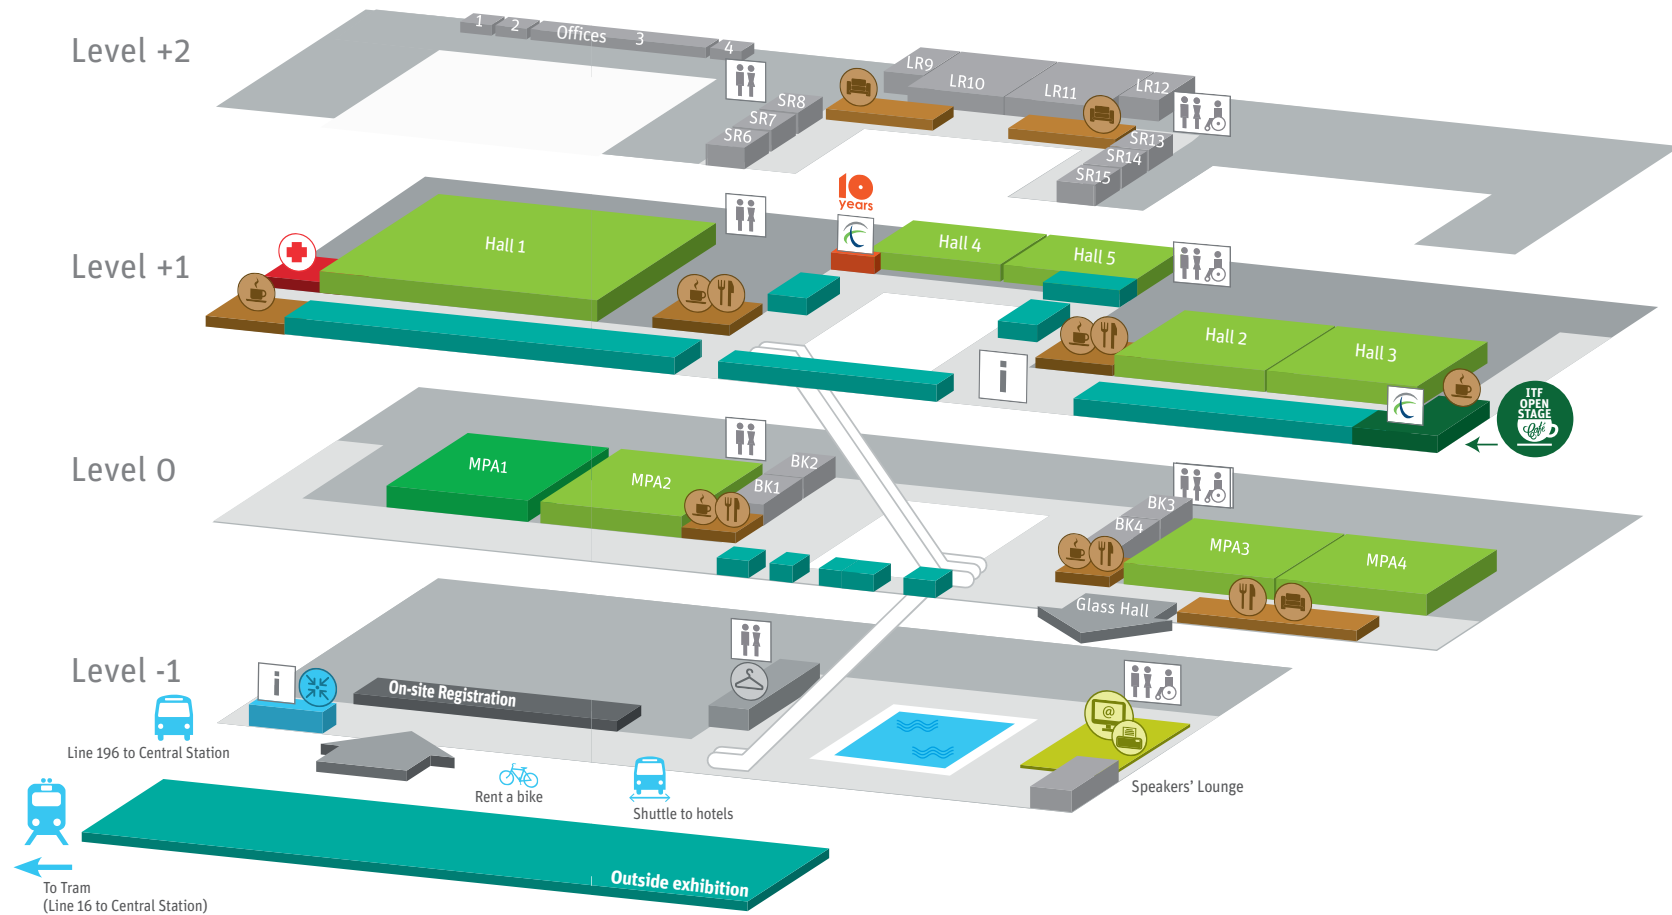 Level +2
1
2
Offices
3
4
LR9
LR10
LR11
LR12
SR8
SR7
SR6
SR13
SR14
SR15
Level +1
Hall 1
10
years
Hall 4
Hall 5
Hall 2
Hall 3
i
ITF
OPEN
STAGE
Café
Level 0
MPA1
MPA2
BK2
BK1
BK3
BK4
MPA3
MPA4
Glass Hall
Level -1
i
On-site Registration
@
Speakers' Lounge
Line 196 to Central Station
Rent a bike
Shuttle to hotels
To Tram
(Line 16 to Central Station)
Outside exhibition